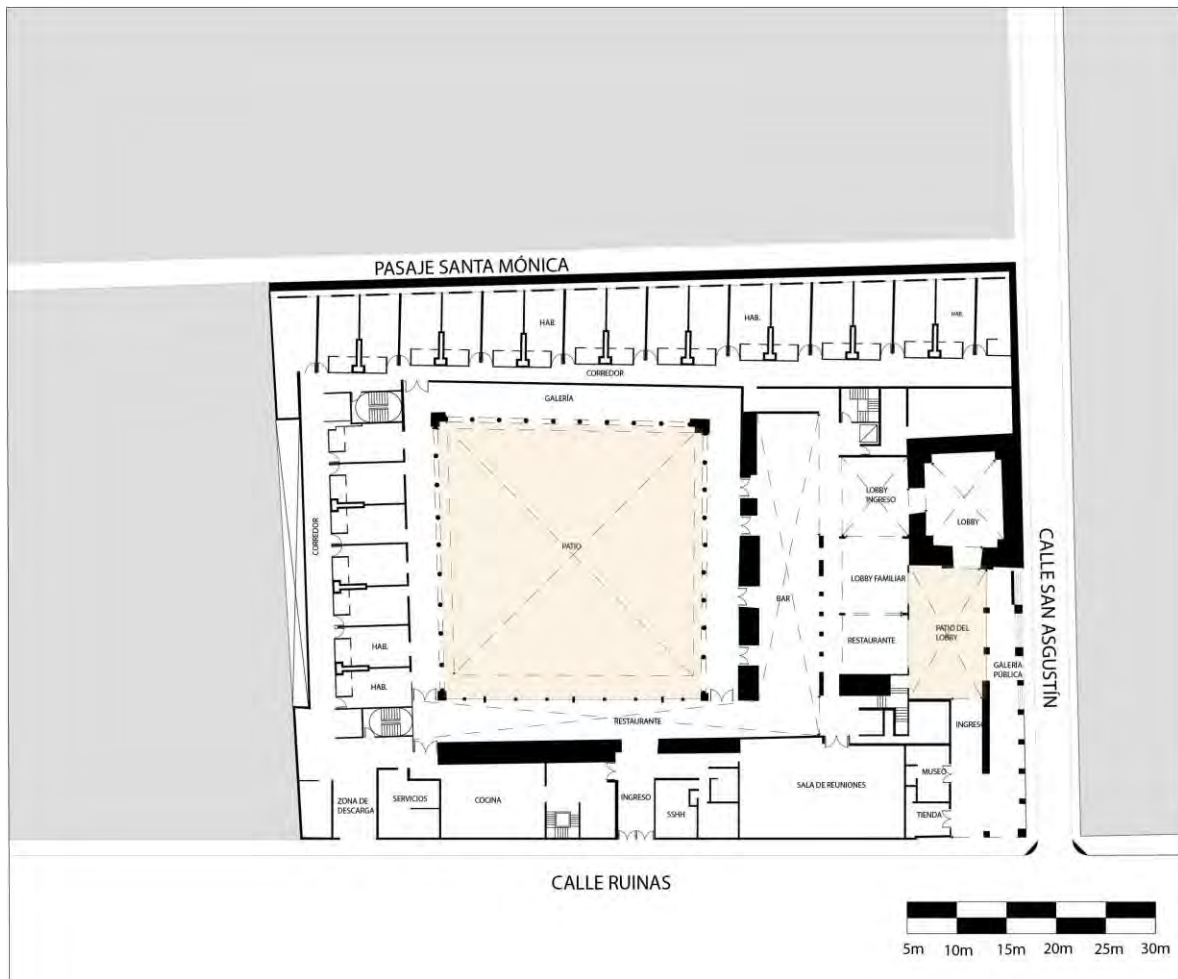 PASAJE SANTA MÓNICA
HAB.
HAB.
HAB.
CORREDOR
GALERÍA
LOBBY
INGRESO
LOBBY
CORREDOR
PATIO
LOBBY FAMILIAR
BAR
PATIO DEL
LOBBY
RESTAURANTE
HAB.
GALERÍA
PÚBLICA
CALLE SAN ASGUSTÍN
HAB.
RESTAURANTE
INGRESO
MUSEO
SALA DE REUNIONES
ZONA DE
DESCARGA
SERVICIOS
COCINA
INGRESO
SSHH
TIENDA
CALLE RUINAS
5m 10m 15m 20m 25m 30m